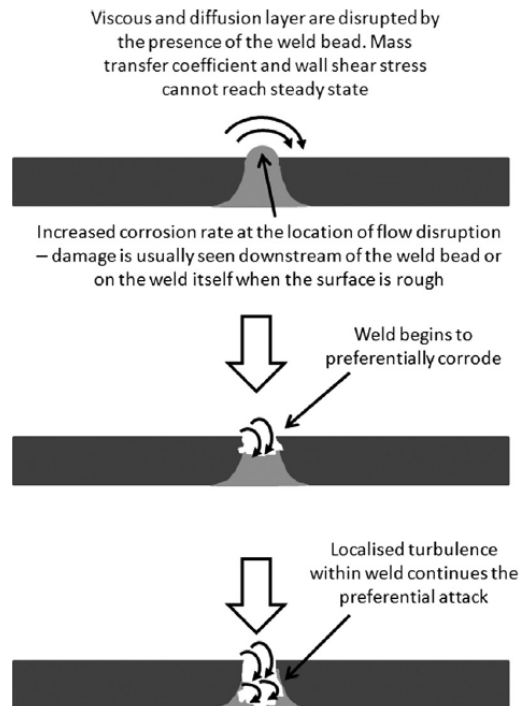 Viscous and diffusion layer are disrupted by
the presence of the weld bead. Mass
transfer coefficient and wall shear stress
cannot reach steady state
Increased corrosion rate at the location of flow disruption
– damage is usually seen downstream of the weld bead or
on the weld itself when the surface is rough
Weld begins to
preferentially corrode
Localised turbulence
within weld continues the
preferential attack